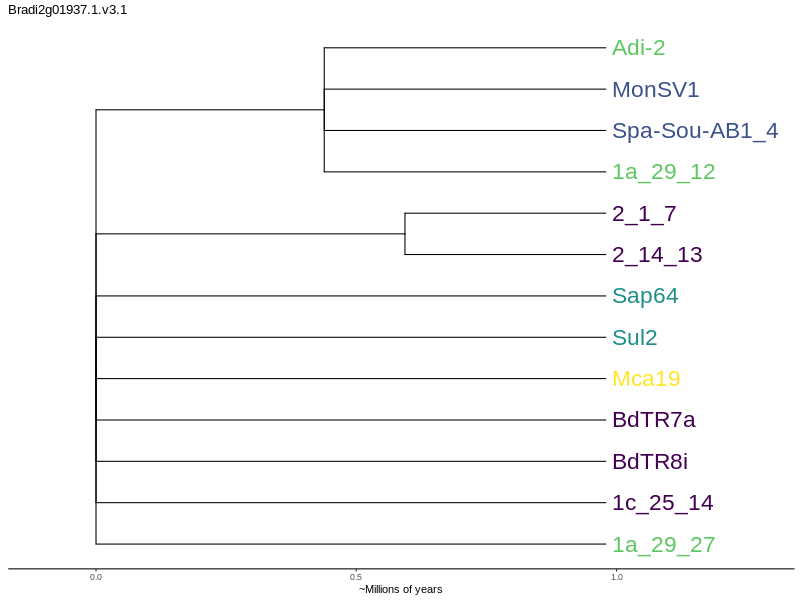 Bradi2g01937.1.v3.1
Adi-2
MonSV1
Spa-Sou-AB1_4
1a_29_12
2_1_7
2_14_13
Sap64
Sul2
Mca19
BdTR7a
BdTR8i
1c_25_14
1a_29_27
0.0 0.5 1.0
~Millions of years